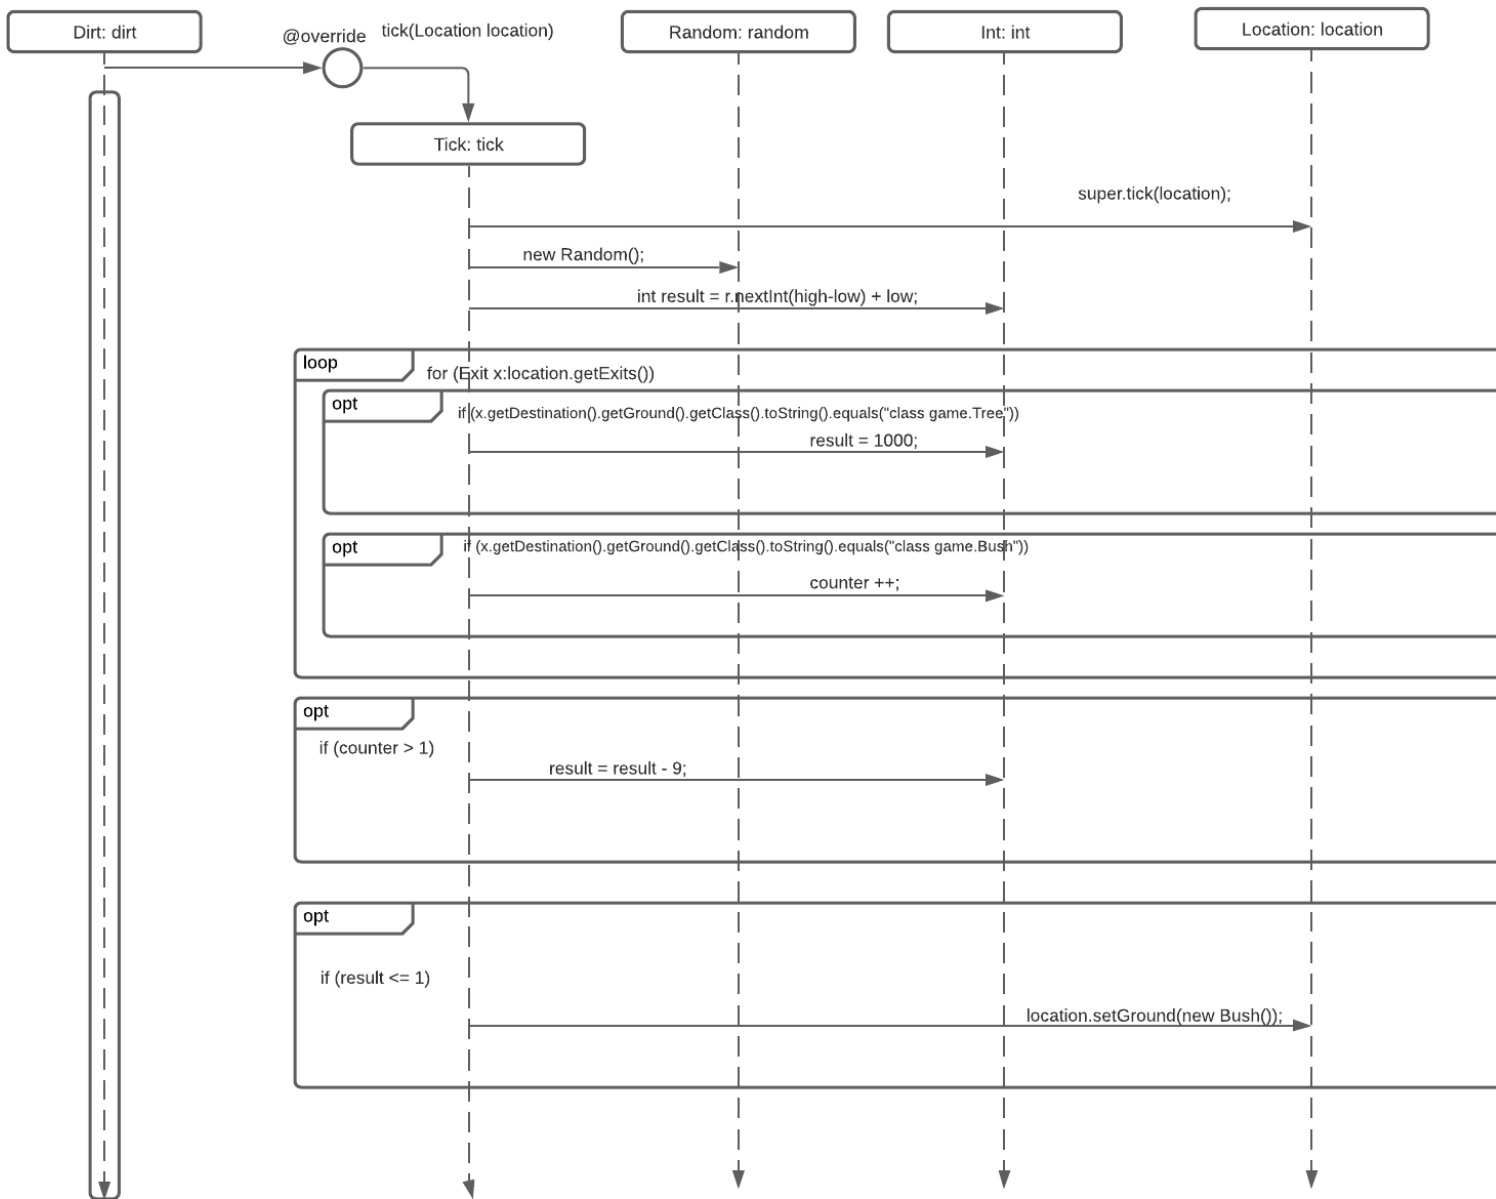 Dirt: dirt
@override
tick(Location location)
Random: random
Int: int
Location: location
Tick: tick
super.tick(location);
new Random();
int result = r.nextInt(high-low) + low;
loop
for (Exit x:location.getExits())
opt
if (x.getDestination().getGround().getClass().toString().equals("class game.Tree"))
result = 1000;
opt
if (x.getDestination().getGround().getClass().toString().equals("class game.Bush"))
counter ++;
opt
if (counter > 1)
result = result - 9;
opt
if (result <= 1)
location.setGround(new Bush());